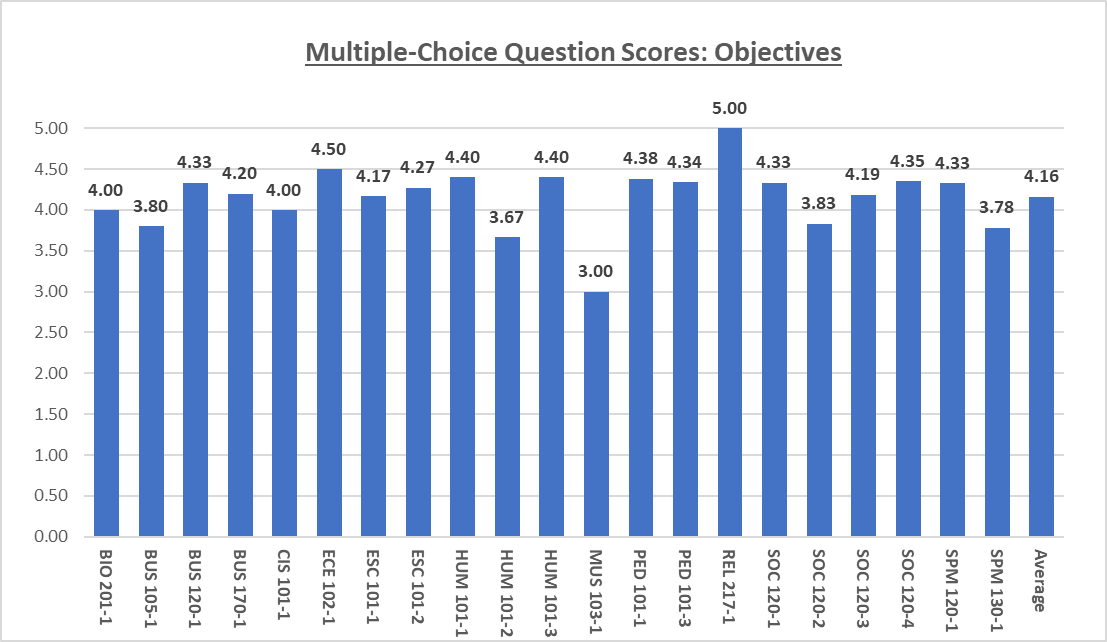 Multiple-Choice Question Scores: Objectives
5.00
4.50
4.00
3.50
3.00
2.50
2.00
1.50
1.00
0.50
0.00
4.00
3.80
4.33
4.20
4.00
4.50
4.17
4.27
4.40
3.67
4.40
3.00
4.38
4.34
5.00
4.33
3.83
4.19
4.35
4.33
3.78
4.16
BIO 201-1
BUS 105-1
BUS 120-1
BUS 170-1
CIS 101-1
ECE 102-1
ESC 101-1
ESC 101-2
HUM 101-1
HUM 101-2
HUM 101-3
MUS 103-1
PED 101-1
PED 101-3
REL 217-1
SOC 120-1
SOC 120-2
SOC 120-3
SOC 120-4
SPM 120-1
SPM 130-1
Average